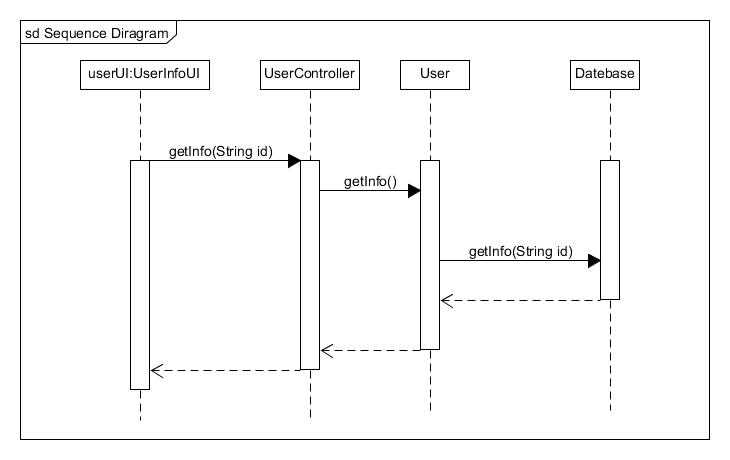 sd Sequence Diragram
userUI:UserInfoUI
UserController
User
Datebase
getInfo(String id)
getInfo()
getInfo(String id)